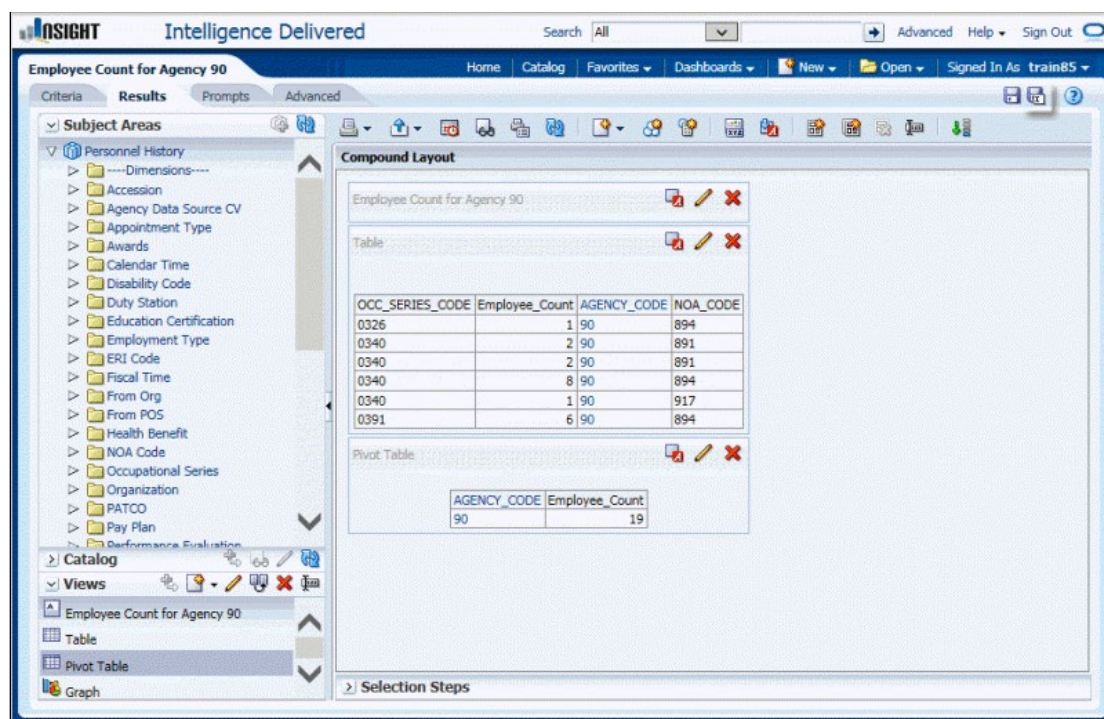 INSIGHT Intelligence Delivered Search All Advanced Help Sign Out
Employee Count for Agency 90 Home Catalog Favorites Dashboards New Open Signed In As train85
Criteria Results Prompts Advanced
Subject Areas
Personnel History
----Dimensions----
Accession
Agency Data Source CV
Appointment Type
Awards
Calendar Time
Disability Code
Duty Station
Education Certification
Employment Type
ERI Code
Fiscal Time
From Org
From POS
Health Benefit
NOA Code
Occupational Series
Organization
PATCO
Pay Plan
Performance Evaluation
Catalog
Views
Employee Count for Agency 90
Table
Pivot Table
Graph
Compound Layout
Employee Count for Agency 90
Table
OCC_SERIES_CODE Employee_Count AGENCY_CODE NOA_CODE
0326 1 90 894
0340 2 90 891
0340 2 90 891
0340 8 90 894
0340 1 90 917
0391 6 90 894
Pivot Table
AGENCY_CODE Employee_Count
90 19
Selection Steps